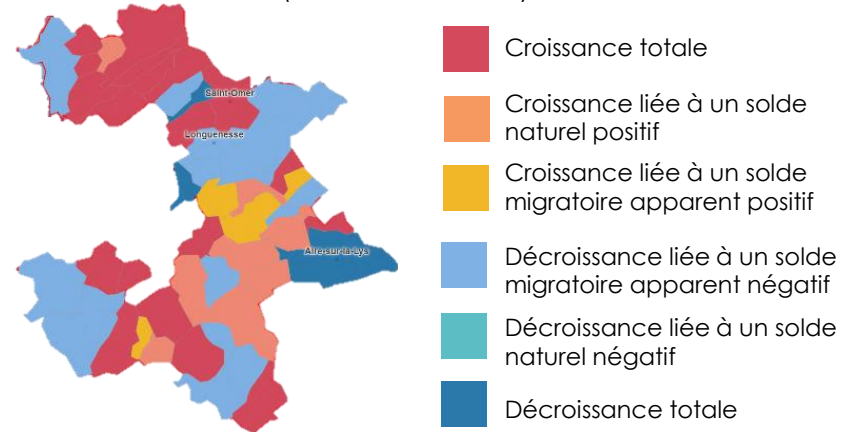 Saint-Omer
Longuenesse
Aire-sur-la-Lys
Croissance totale
Croissance liée à un solde
naturel positif
Croissance liée à un solde
migratoire apparent positif
Décroissance liée à un solde
migratoire apparent négatif
Décroissance liée à un solde
naturel négatif
Décroissance totale